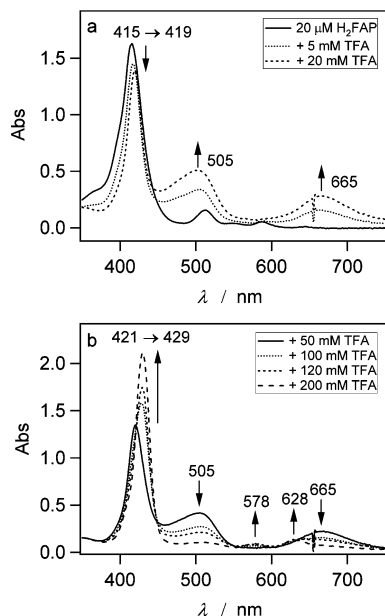 a
415 → 419
20 μM H₂FAP
+ 5 mM TFA
+ 20 mM TFA
1.5
1.0
0.5
0.0
Abs
505
665
400 500 600 700
λ / nm
b
421 → 429
+ 50 mM TFA
+ 100 mM TFA
+ 120 mM TFA
+ 200 mM TFA
2.0
1.5
1.0
0.5
0.0
Abs
505
578
628
665
400 500 600 700
λ / nm